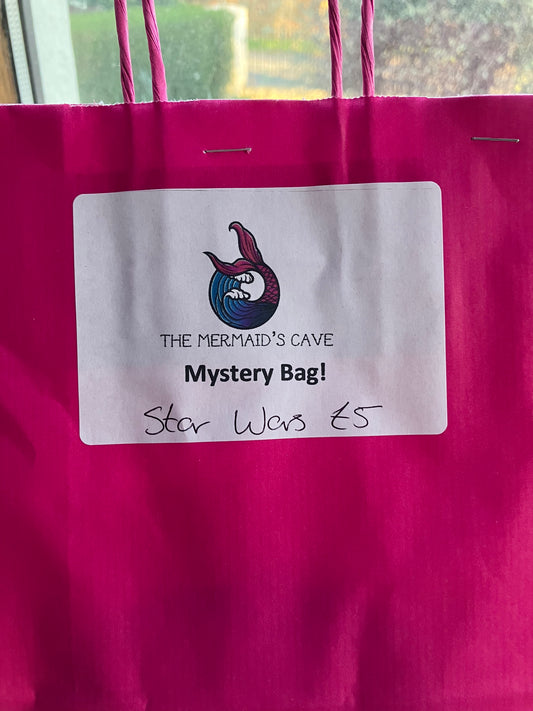 THE MERMAID'S CAVE
Mystery Bag!
Star Wars £5